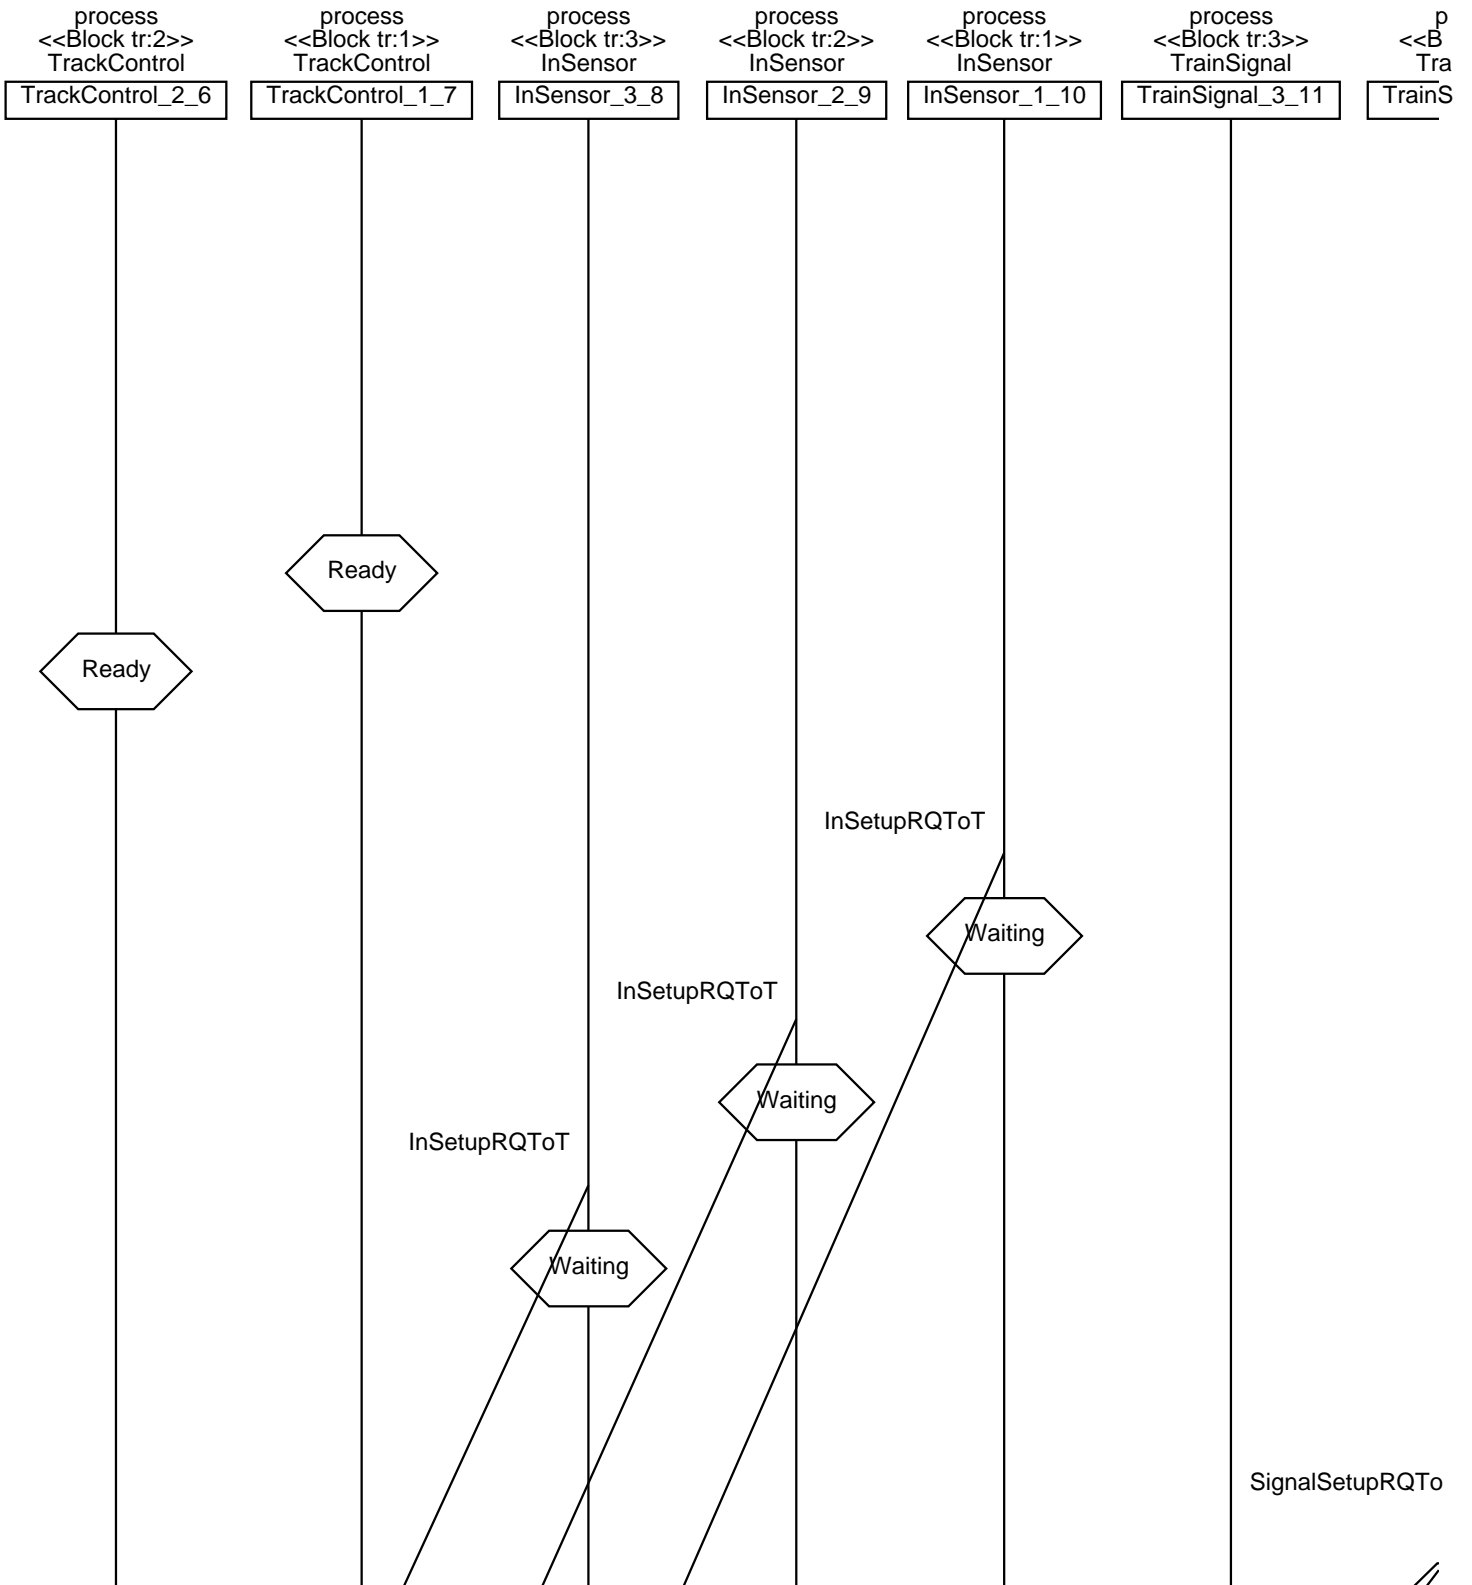 process
<<Block tr:2>>
TrackControl
TrackControl_2_6
process
<<Block tr:1>>
TrackControl
TrackControl_1_7
process
<<Block tr:3>>
InSensor
InSensor_3_8
process
<<Block tr:2>>
InSensor
InSensor_2_9
process
<<Block tr:1>>
InSensor
InSensor_1_10
process
<<Block tr:3>>
TrainSignal
TrainSignal_3_11
p
<<B
Tra
TrainS
Ready
Ready
InSetupRQToT
Waiting
InSetupRQToT
Waiting
InSetupRQToT
Waiting
SignalSetupRQTo